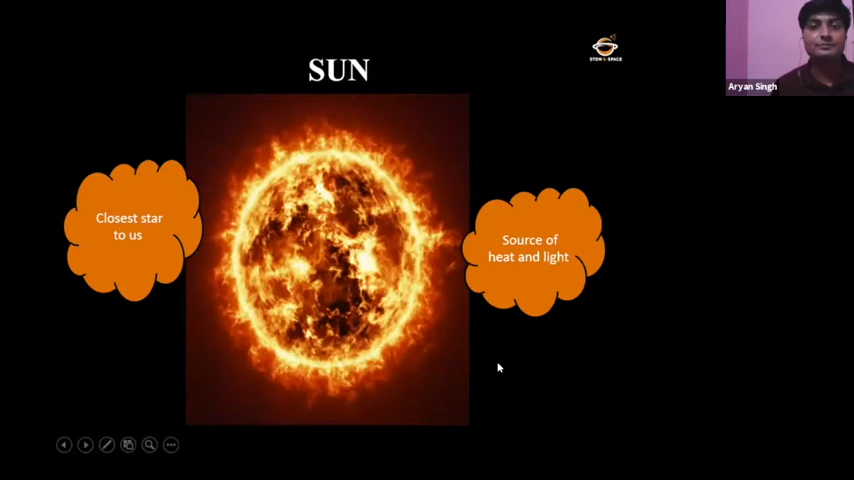 SUN
STEM & SPACE
Aryan Singh
Closest star
to us
Source of
heat and light